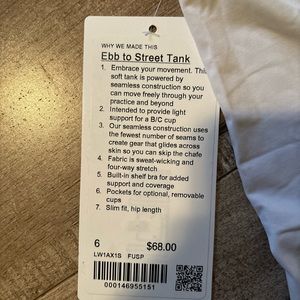 WHY WE MADE THIS
Ebb to Street Tank
1. Embrace your movement. This
soft tank is powered by
seamless construction so you
can move freely through your
practice and beyond
2. Intended to provide light
support for a B/C cup
3. Our seamless construction uses
the fewest number of seams to
create gear that glides across
skin so you can skip the chafe
4. Fabric is sweat-wicking and
four-way stretch
5. Built-in shelf bra for added
support and coverage
6. Pockets for optional, removable
cups
7. Slim fit, hip length
6 $68.00
LW1AX1S FUSP
000146955151